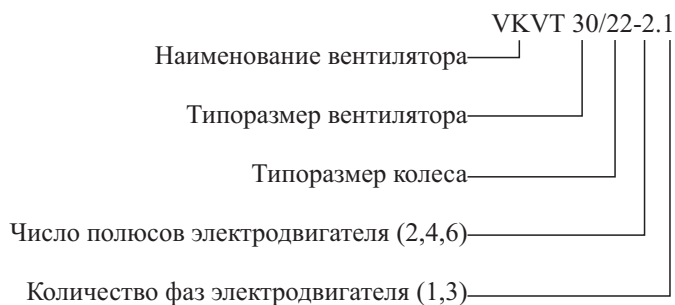 VKVT 30/22-2.1
Наименование вентилятора
Типоразмер вентилятора
Типоразмер колеса
Число полюсов электродвигателя (2,4,6)
Количество фаз электродвигателя (1,3)